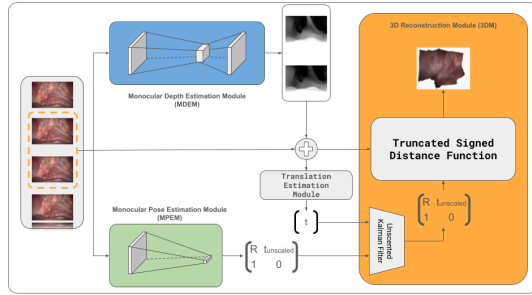 3D Reconstruction Module (3DM)
Monocular Depth Estimation Module
(MDEM)
Truncated Signed
Distance Function
Translation
Estimation
Module
Monocular Pose Estimation Module
(MPEM)
t
R tunscaled
1 0
Unscented
Kalman Filter
R tunscaled
1 0